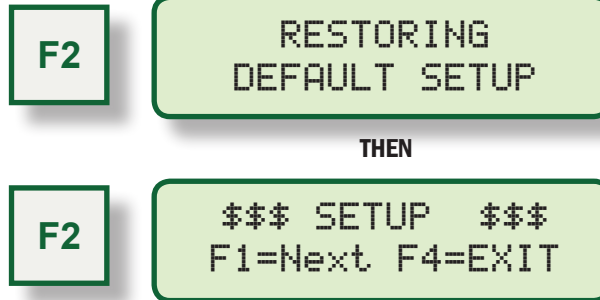 F2
RESTORING
DEFAULT SETUP
THEN
F2
$$$ SETUP  $$$
F1=Next F4=EXIT